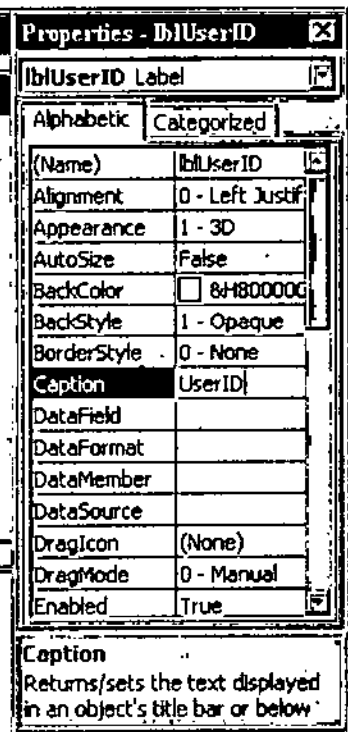 Properties - lblUserID
lblUserID Label
Alphabetic Categorized
(Name) lblUserID
Alignment 0 - Left Justif
Appearance 1 - 3D
AutoSize False
BackColor &H800000
BackStyle 1 - Opaque
BorderStyle 0 - None
Caption UserID
DataField
DataFormat
DataMember
DataSource
DragIcon (None)
DragMode 0 - Manual
Enabled True
Caption
Returns/sets the text displayed
in an object's title bar or below